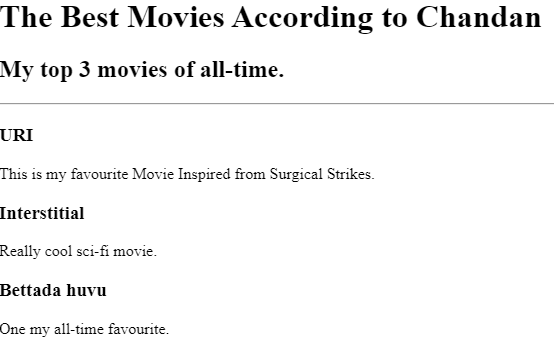 The Best Movies According to Chandan
My top 3 movies of all-time.
URI
This is my favourite Movie Inspired from Surgical Strikes.
Interstitial
Really cool sci-fi movie.
Bettada huvu
One my all-time favourite.